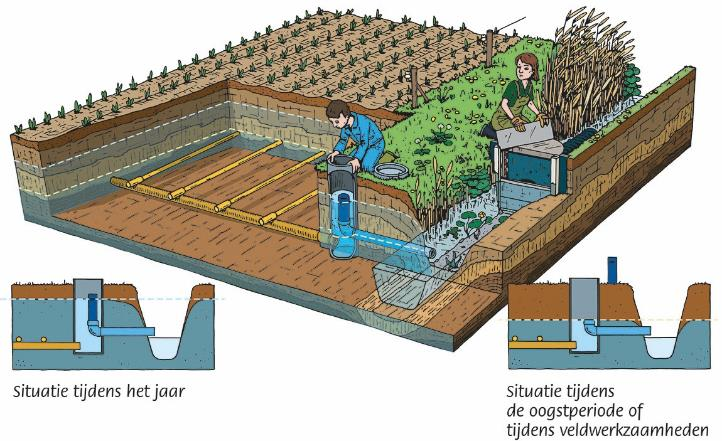 Situatie tijdens het jaar
Situatie tijdens
de oogstperiode of
tijdens veldwerkzaamheden